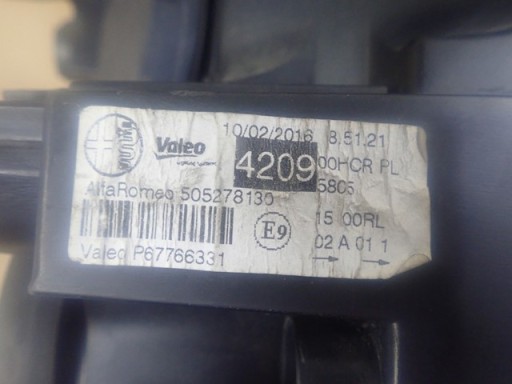 10/02/2016 8.51.21
Valeo
4209
00HCR PL
5806
AlfaRomeo 505278130
15 00RL
E9
02 A 01 1
Valeo P67766331